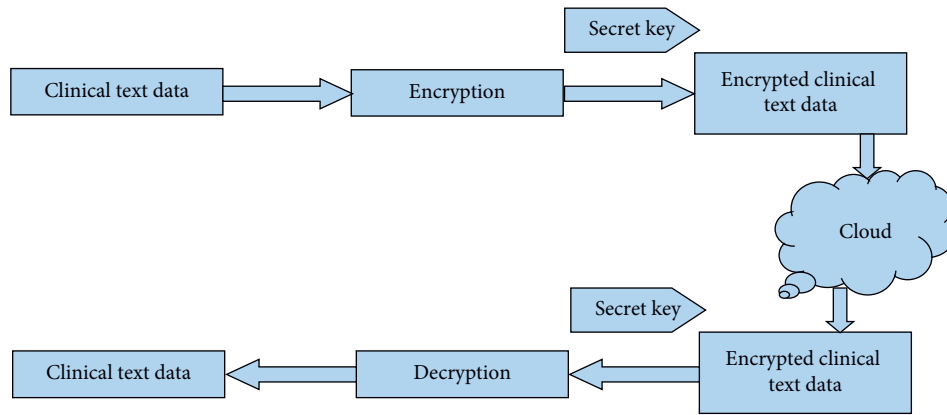 Secret key
Clinical text data
Encryption
Encrypted clinical
text data
Cloud
Secret key
Clinical text data
Decryption
Encrypted clinical
text data